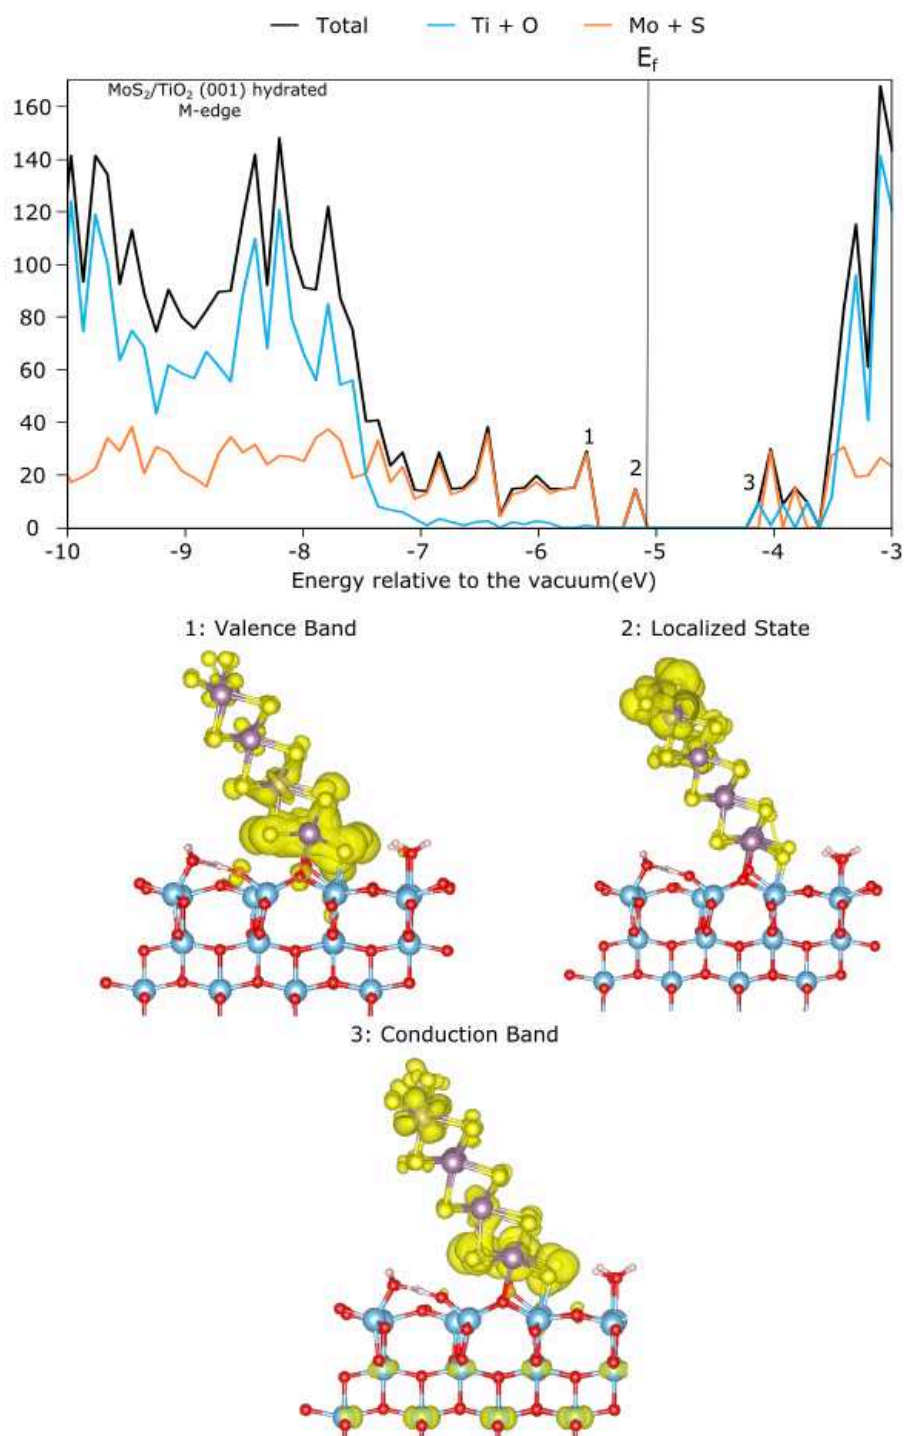 Total Ti + O Mo + S
E_f
MoS₂/TiO₂ (001) hydrated
M-edge
160
140
120
100
80
60
40
20
0
1
2
3
-10 -9 -8 -7 -6 -5 -4 -3
Energy relative to the vacuum(eV)
1: Valence Band 2: Localized State
3: Conduction Band